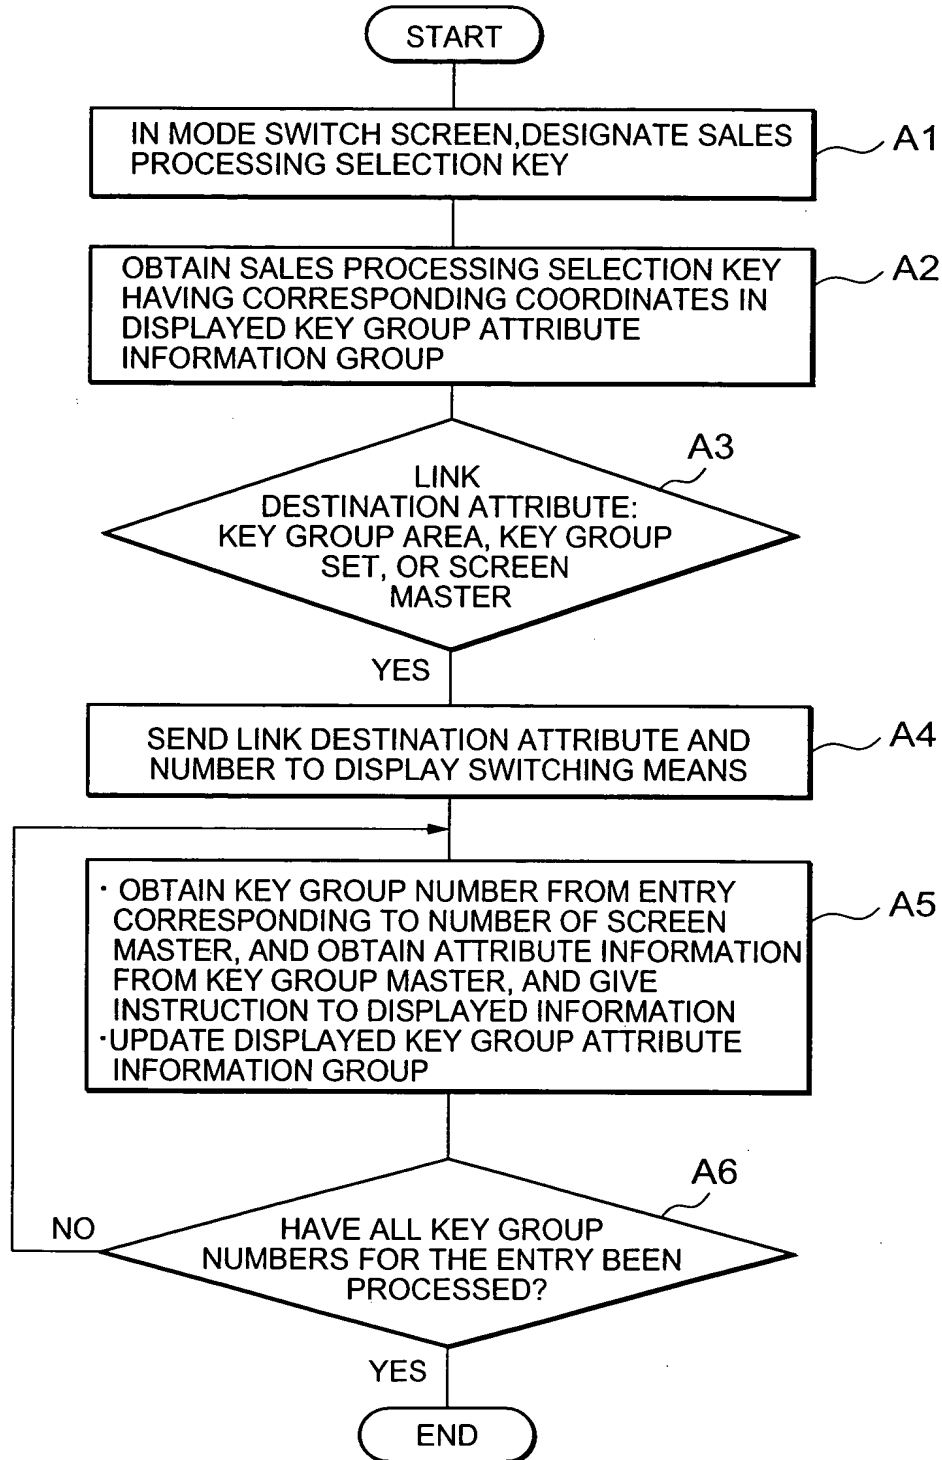 START
IN MODE SWITCH SCREEN,DESIGNATE SALES
PROCESSING SELECTION KEY
A1
OBTAIN SALES PROCESSING SELECTION KEY
HAVING CORRESPONDING COORDINATES IN
DISPLAYED KEY GROUP ATTRIBUTE
INFORMATION GROUP
A2
A3
LINK
DESTINATION ATTRIBUTE:
KEY GROUP AREA, KEY GROUP
SET, OR SCREEN
MASTER
YES
SEND LINK DESTINATION ATTRIBUTE AND
NUMBER TO DISPLAY SWITCHING MEANS
A4
· OBTAIN KEY GROUP NUMBER FROM ENTRY
CORRESPONDING TO NUMBER OF SCREEN
MASTER, AND OBTAIN ATTRIBUTE INFORMATION
FROM KEY GROUP MASTER, AND GIVE
INSTRUCTION TO DISPLAYED INFORMATION
·UPDATE DISPLAYED KEY GROUP ATTRIBUTE
INFORMATION GROUP
A5
A6
NO
HAVE ALL KEY GROUP
NUMBERS FOR THE ENTRY BEEN
PROCESSED?
YES
END